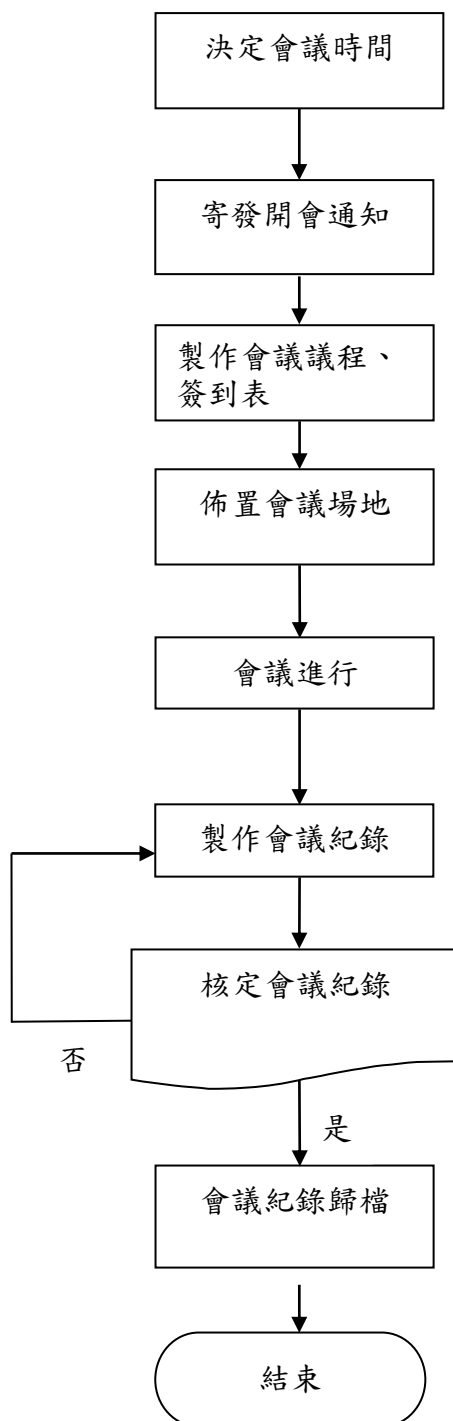 決定會議時間
寄發開會通知
製作會議議程、
簽到表
佈置會議場地
會議進行
製作會議紀錄
核定會議紀錄
否
是
會議紀錄歸檔
結束